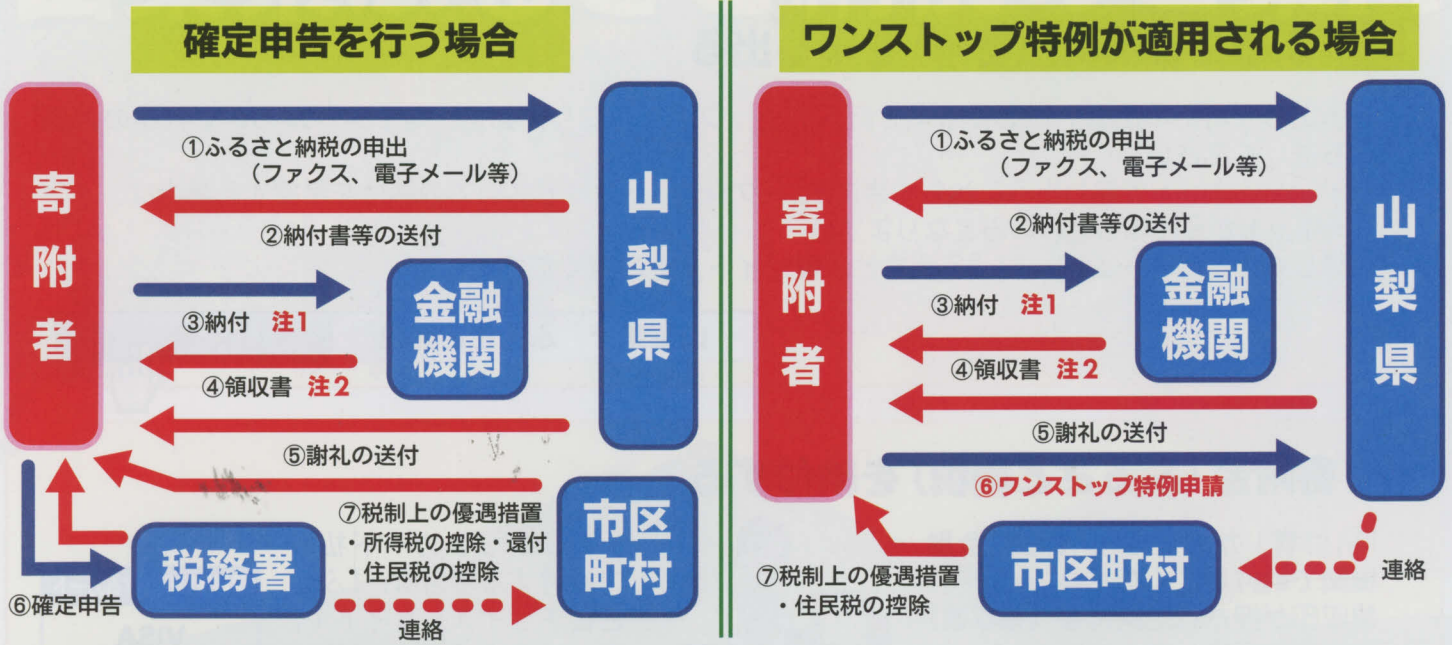 確定申告を行う場合
寄附者
山梨県
①ふるさと納税の申出
（ファクス、電子メール等）
②納付書等の送付
金融
機関
③納付 注1
④領収書 注2
⑤謝礼の送付
市区
町村
⑦税制上の優遇措置
・所得税の控除・還付
・住民税の控除
税務署
⑥確定申告
連絡
ワンストップ特例が適用される場合
寄附者
山梨県
①ふるさと納税の申出
（ファクス、電子メール等）
②納付書等の送付
金融
機関
③納付 注1
④領収書 注2
⑤謝礼の送付
⑥ワンストップ特例申請
市区町村
連絡
⑦税制上の優遇措置
・住民税の控除